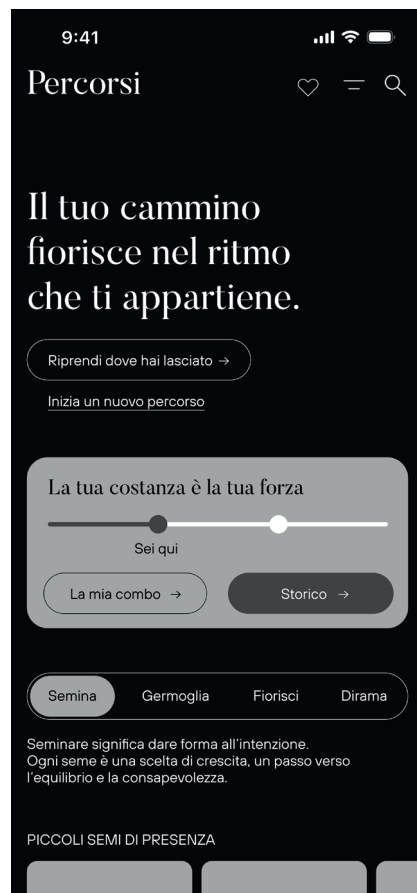 9:41
Percorsi
Il tuo cammino
fiorisce nel ritmo
che ti appartiene.
Riprendi dove hai lasciato →
Inizia un nuovo percorso
La tua costanza è la tua forza
Sei qui
La mia combo →
Storico →
Semina Germoglia Fiorisci Dirama
Seminare significa dare forma all’intenzione.
Ogni seme è una scelta di crescita, un passo verso
l’equilibrio e la consapevolezza.
PICCOLI SEMI DI PRESENZA